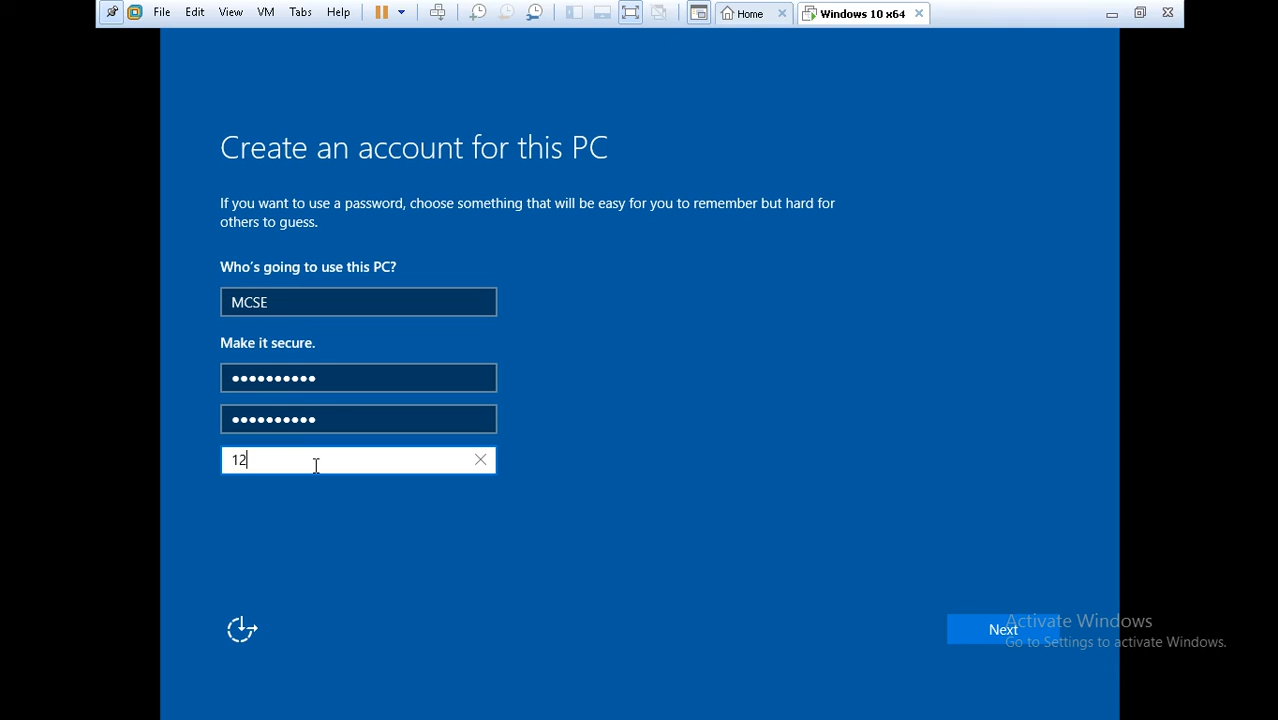 File Edit View VM Tabs Help Home Windows 10 x64
Create an account for this PC
If you want to use a password, choose something that will be easy for you to remember but hard for
others to guess.
Who's going to use this PC?
MCSE
Make it secure.
●●●●●●●●●●
●●●●●●●●●●
12
Next
Activate Windows
Go to Settings to activate Windows.